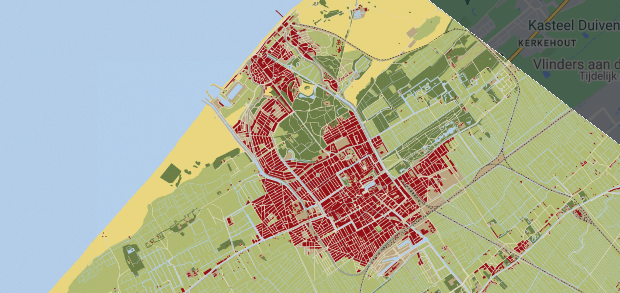 Kasteel Duiven
KERKEHOUT
Vlinders aan d
Tijdelijk